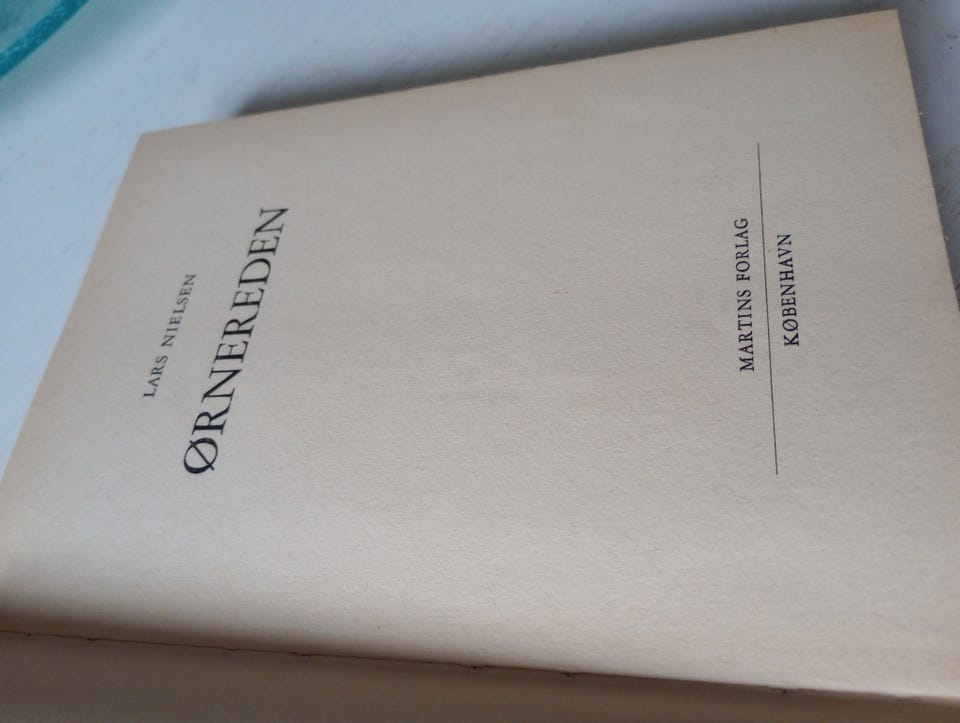 LARS NIELSEN
ØRNEREDEN
MARTINS FORLAG
KØBENHAVN